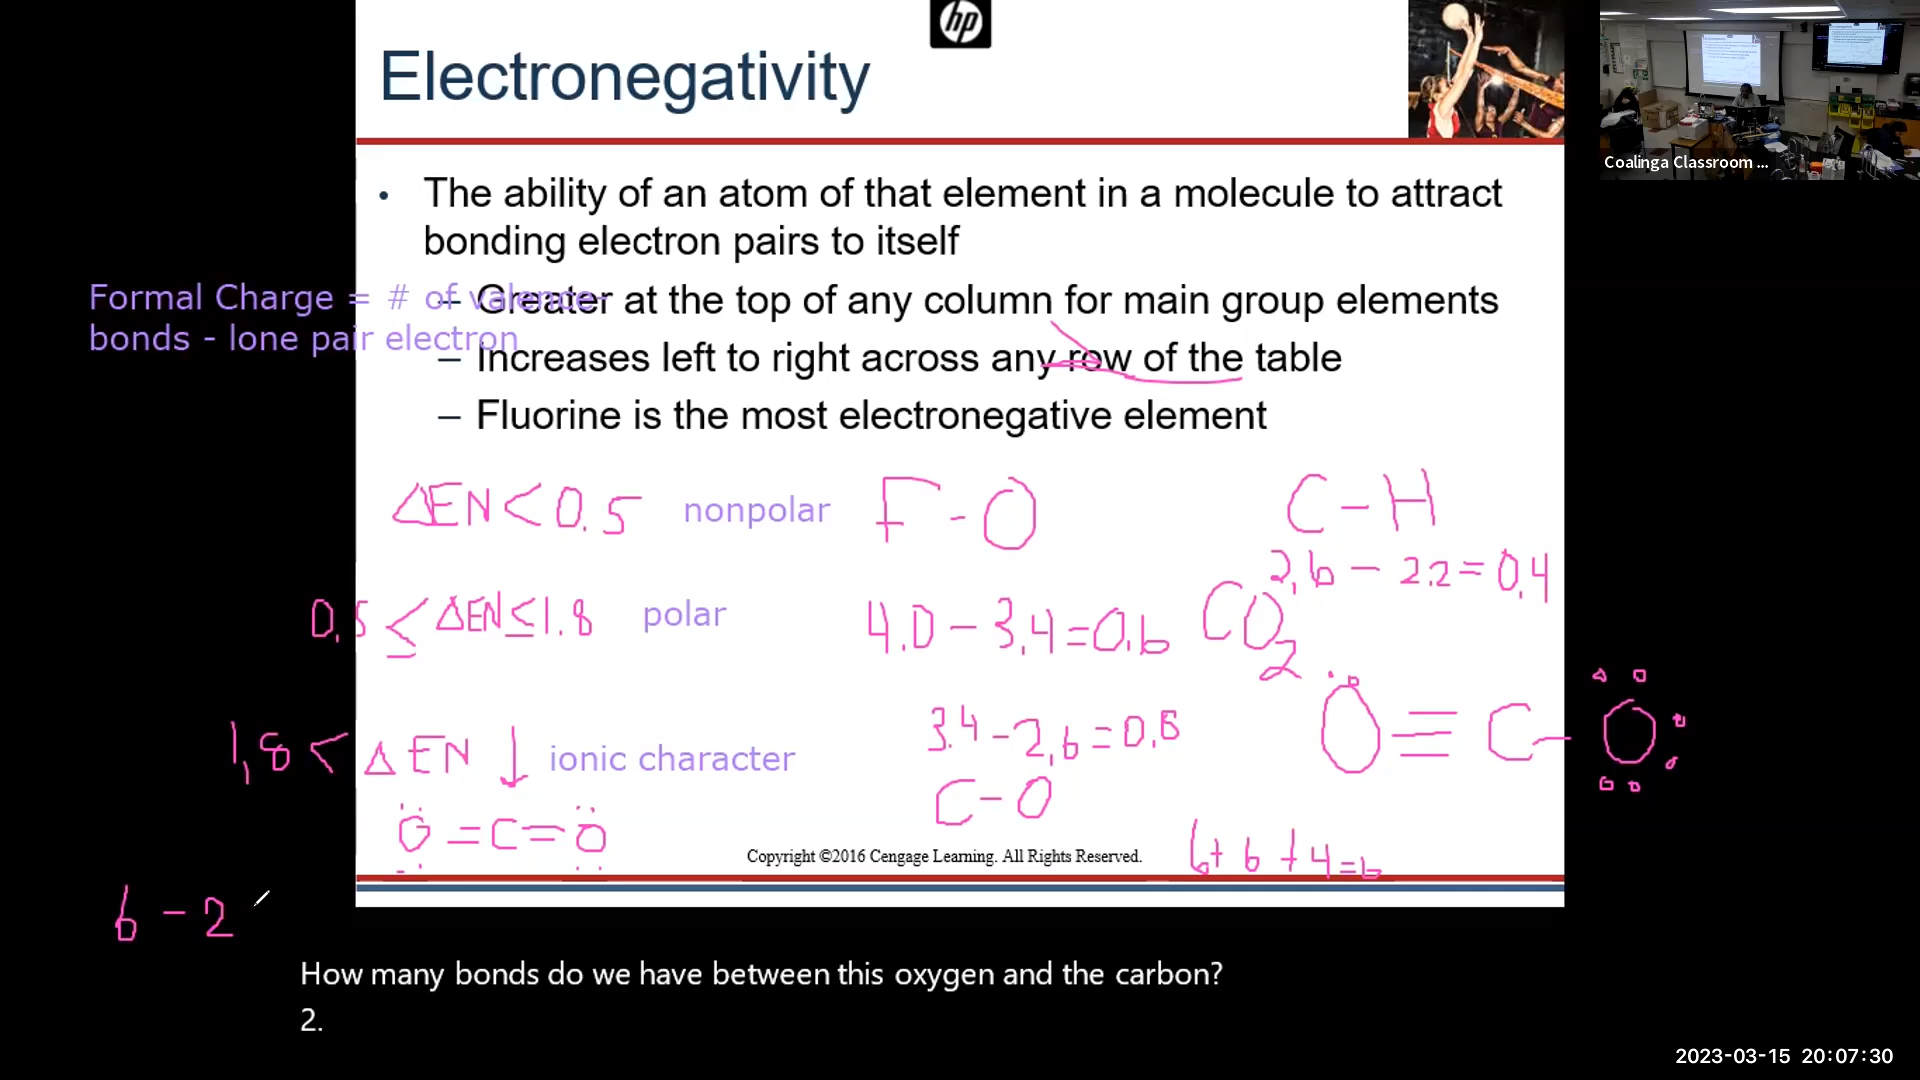 hp
Electronegativity
Coalinga Classroom ...
• The ability of an atom of that element in a molecule to attract
bonding electron pairs to itself
Formal Charge = # of valence-
bonds - lone pair electron
– Greater at the top of any column for main group elements
– Increases left to right across any row of the table
– Fluorine is the most electronegative element
ΔEN < 0.5 nonpolar F-O C-H
2.6 - 2.2 = 0.4
0.5 ≤ ΔEN ≤ 1.8 polar 4.0 - 3.4 = 0.6 CO2
1.8 < ΔEN ↓ ionic character 3.4 - 2.6 = 0.8 O≡C-O
C-O
O=C=O
Copyright ©2016 Cengage Learning. All Rights Reserved.
6+6+4=6
6 - 2
How many bonds do we have between this oxygen and the carbon?
2.
2023-03-15 20:07:30